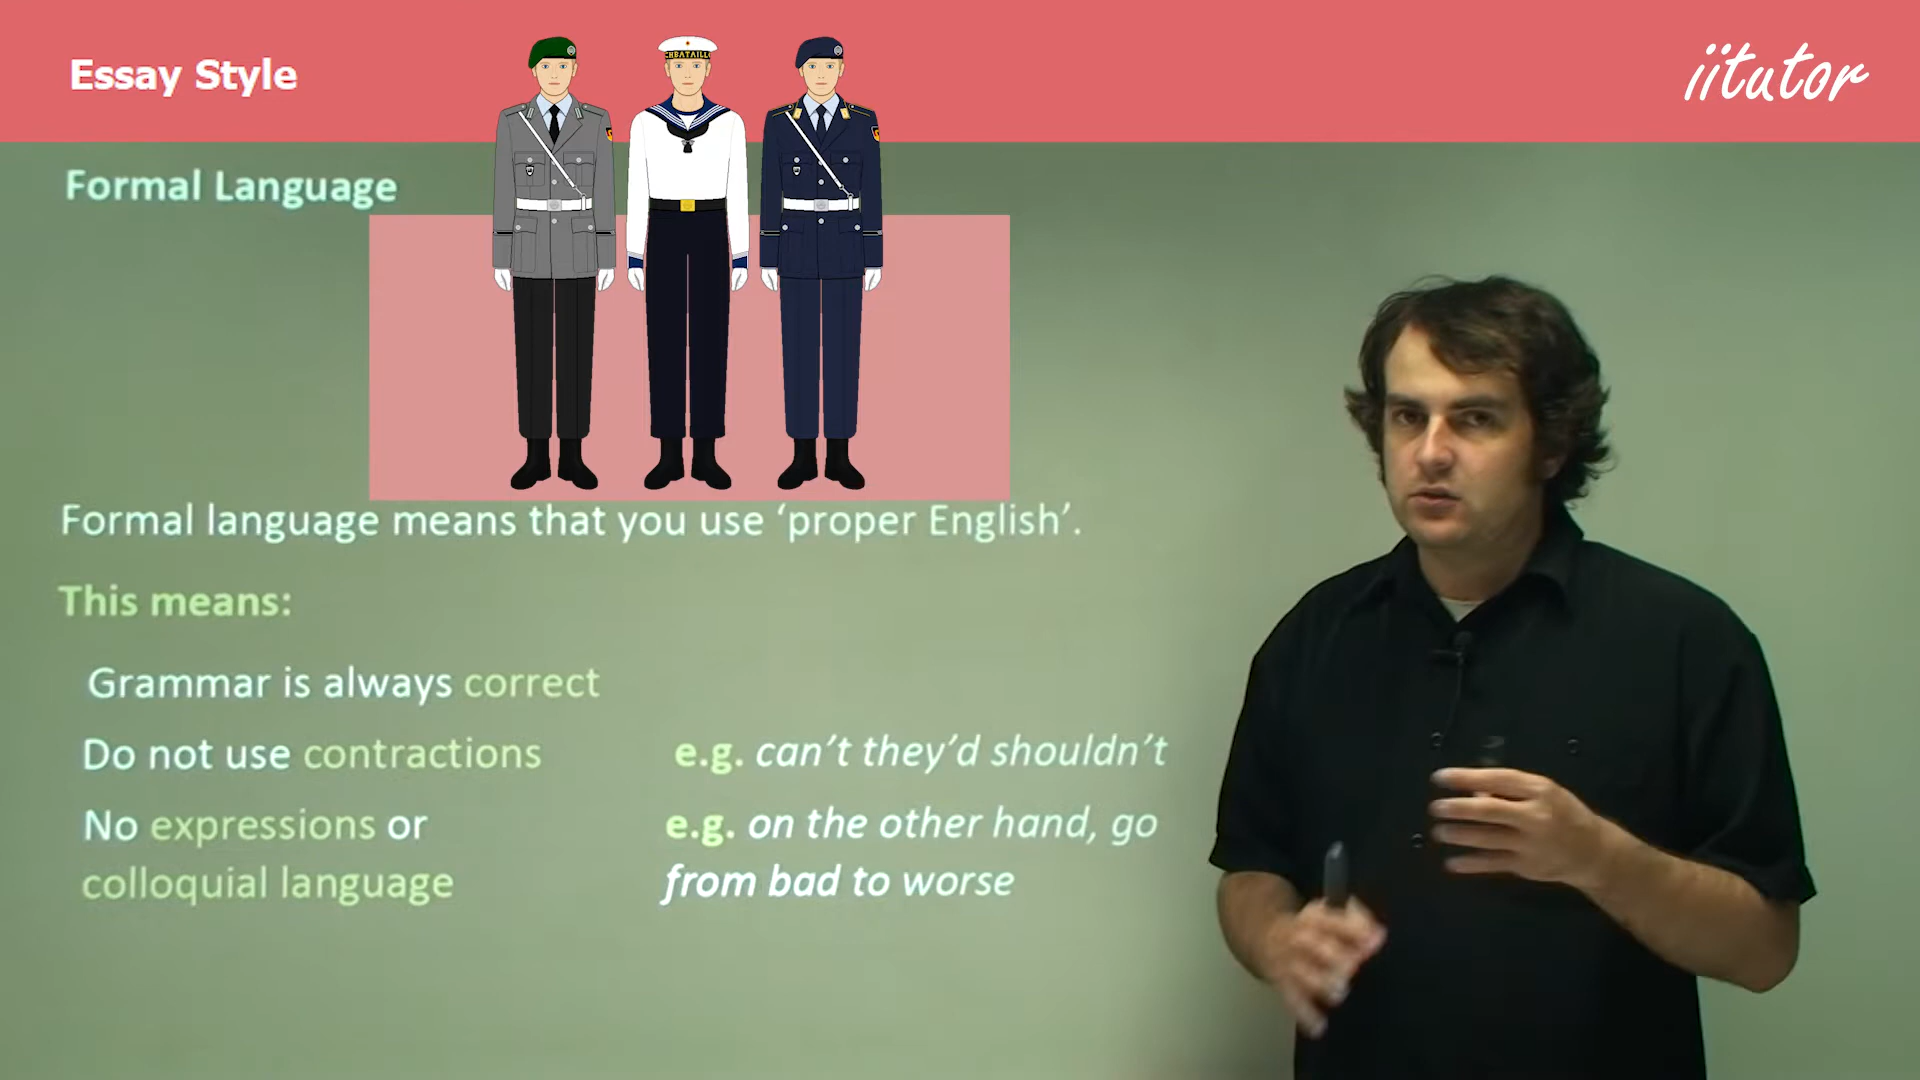 Essay Style
iitutor
CHBATAILL
Formal Language
Formal language means that you use ‘proper English’.
This means:
Grammar is always correct
Do not use contractions
e.g. can’t they’d shouldn’t
No expressions or
colloquial language
e.g. on the other hand, go
from bad to worse